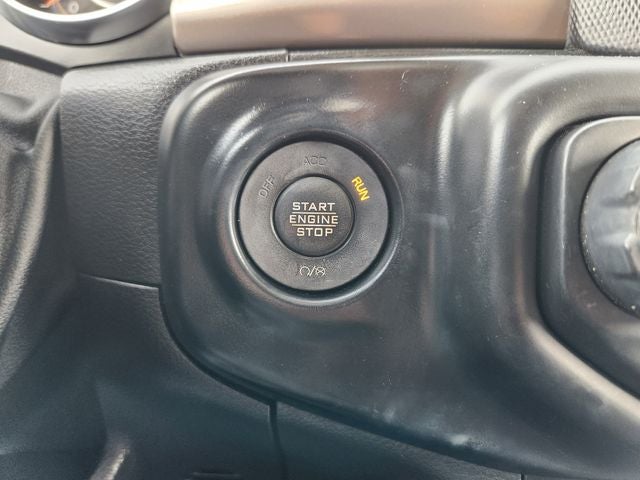 OFF
ACC
RUN
START
ENGINE
STOP